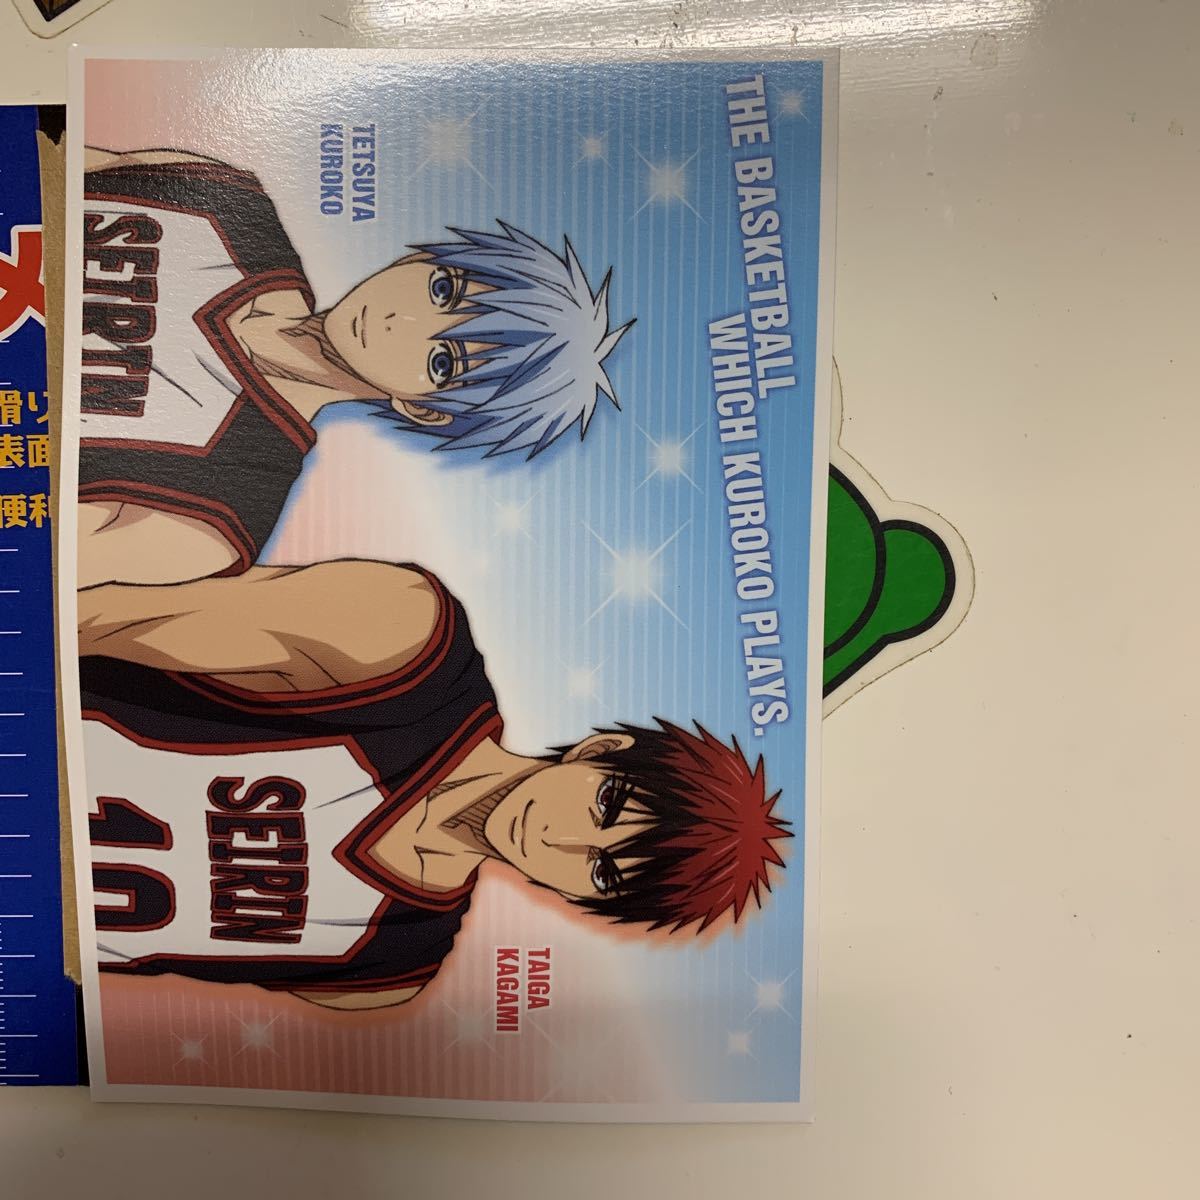 THE BASKETBALL
WHICH KUROKO PLAYS.
TETSUYA
KUROKO
TAIGA
KAGAMI
SEIRIN
SEIRIN
10
滑り
表面
便利